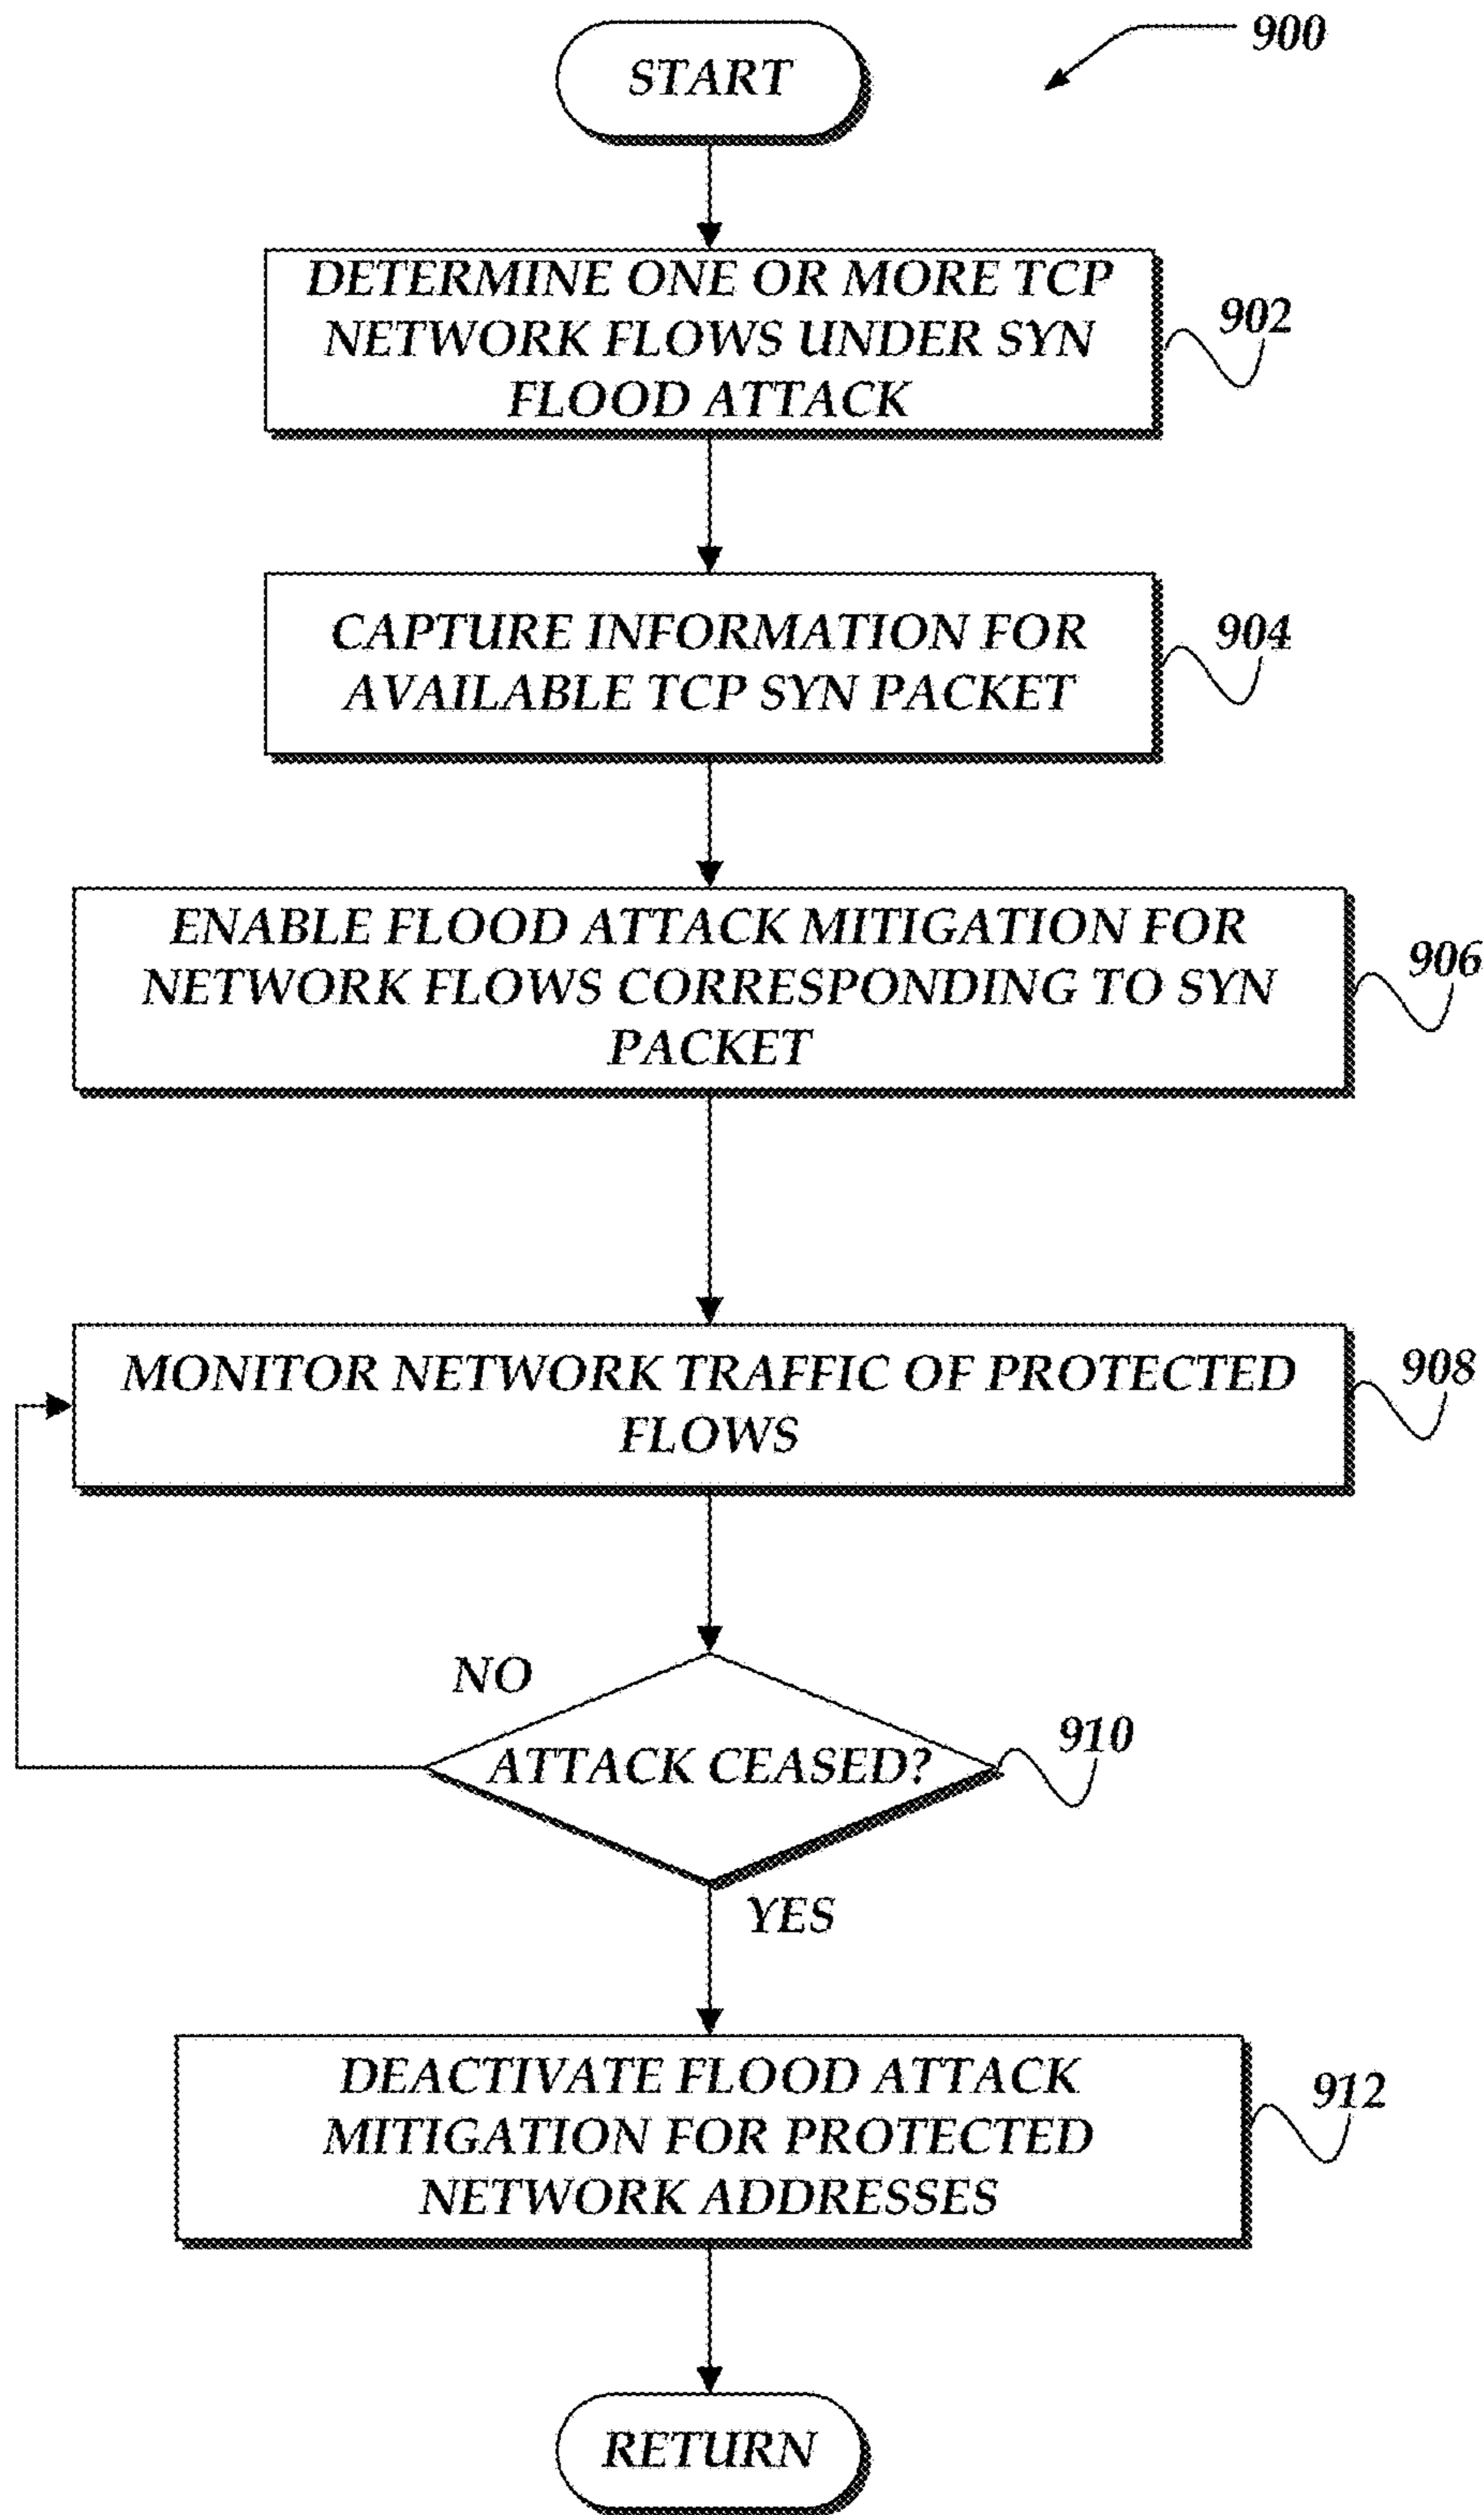 900
START
DETERMINE ONE OR MORE TCP
NETWORK FLOWS UNDER SYN
FLOOD ATTACK
902
CAPTURE INFORMATION FOR
AVAILABLE TCP SYN PACKET
904
ENABLE FLOOD ATTACK MITIGATION FOR
NETWORK FLOWS CORRESPONDING TO SYN
PACKET
906
MONITOR NETWORK TRAFFIC OF PROTECTED
FLOWS
908
NO
ATTACK CEASED?
910
YES
DEACTIVATE FLOOD ATTACK
MITIGATION FOR PROTECTED
NETWORK ADDRESSES
912
RETURN